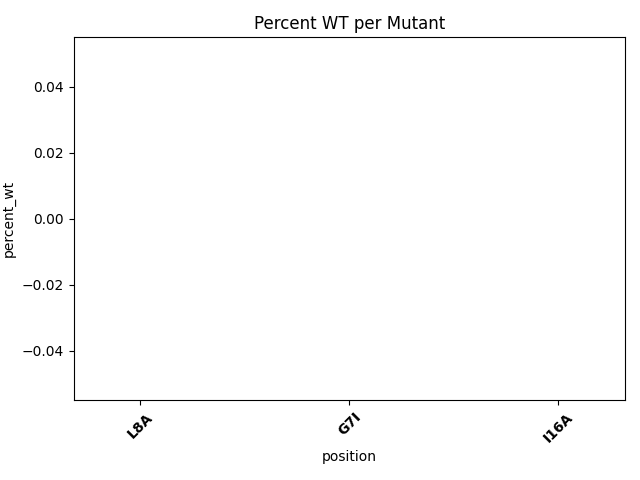 Percent WT per Mutant
percent_wt
0.04
0.02
0.00
−0.02
−0.04
L8A
G7I
I16A
position